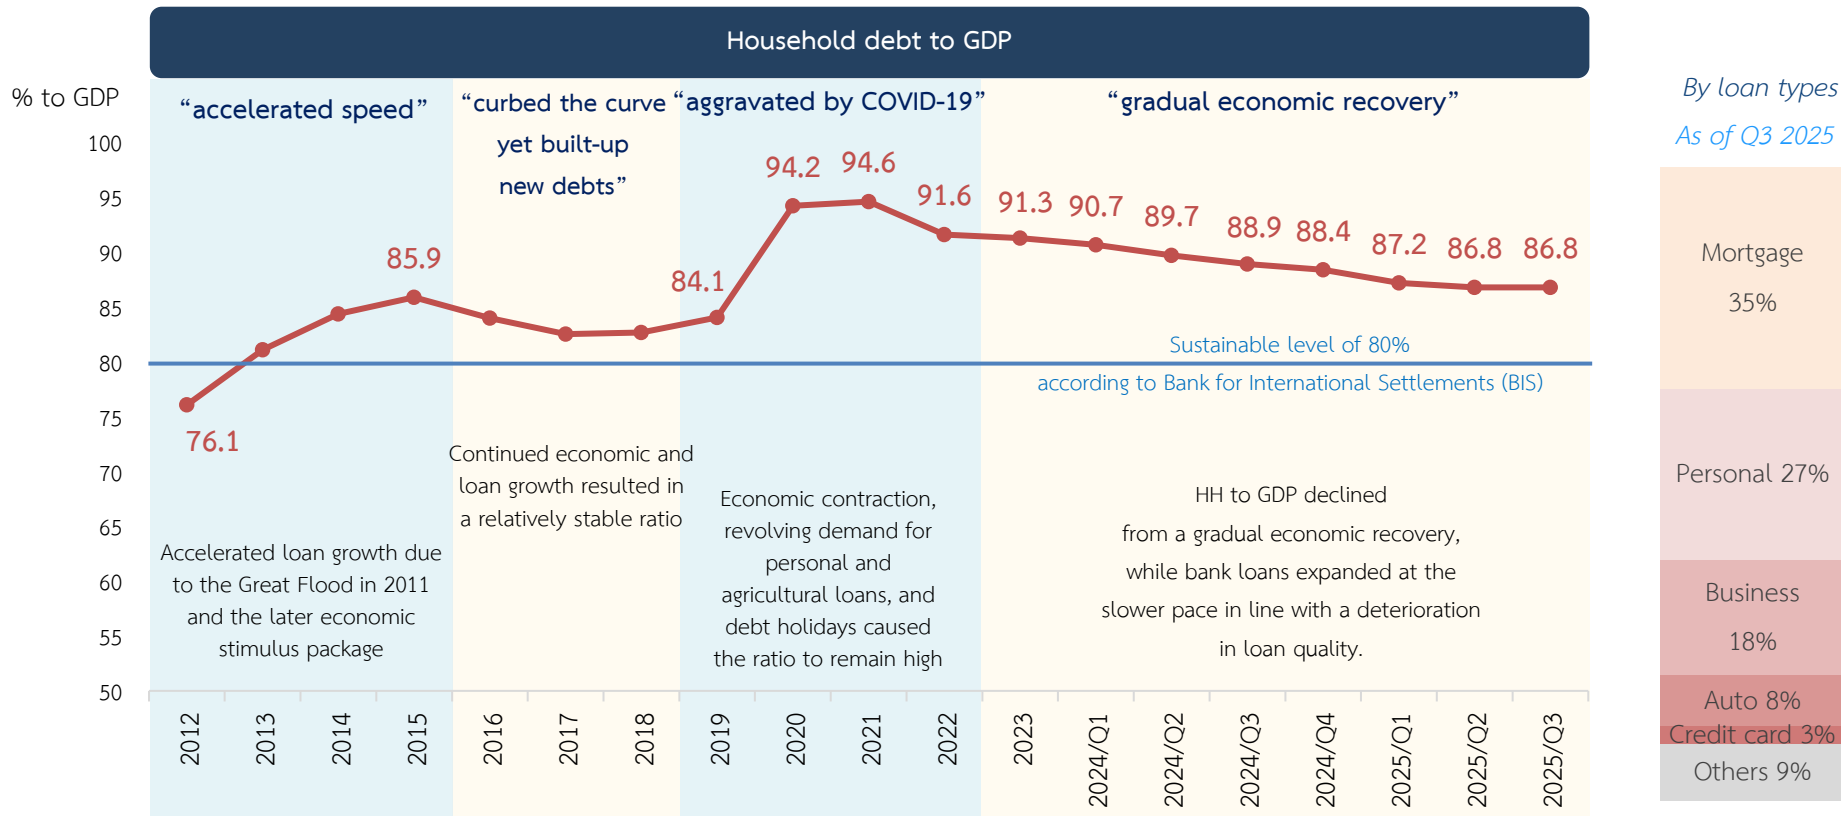 Household debt to GDP
% to GDP
“accelerated speed”
“curbed the curve
yet built-up
new debts”
“aggravated by COVID-19”
“gradual economic recovery”
100
95
90
85
80
75
70
65
60
55
50
76.1
85.9
84.1
94.2
94.6
91.6
91.3
90.7
89.7
88.9
88.4
87.2
86.8
86.8
Sustainable level of 80%
according to Bank for International Settlements (BIS)
Accelerated loan growth due
to the Great Flood in 2011
and the later economic
stimulus package
Continued economic and
loan growth resulted in
a relatively stable ratio
Economic contraction,
revolving demand for
personal and
agricultural loans, and
debt holidays caused
the ratio to remain high
HH to GDP declined
from a gradual economic recovery,
while bank loans expanded at the
slower pace in line with a deterioration
in loan quality.
2012
2013
2014
2015
2016
2017
2018
2019
2020
2021
2022
2023
2024/Q1
2024/Q2
2024/Q3
2024/Q4
2025/Q1
2025/Q2
2025/Q3
By loan types
As of Q3 2025
Mortgage
35%
Personal 27%
Business
18%
Auto 8%
Credit card 3%
Others 9%